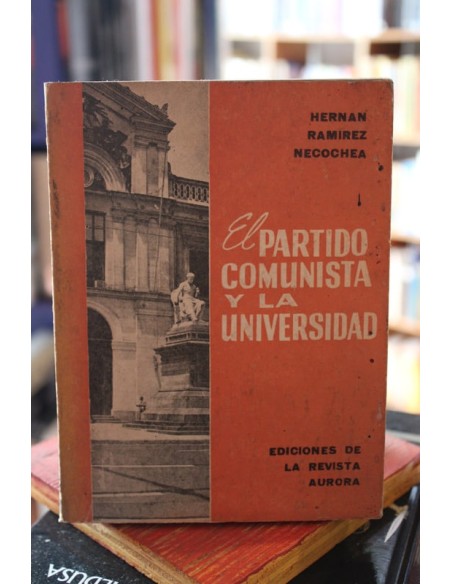 HERNAN
RAMIREZ
NECOCHEA
El PARTIDO
COMUNISTA
Y LA
UNIVERSIDAD
EDICIONES DE
LA REVISTA
AURORA